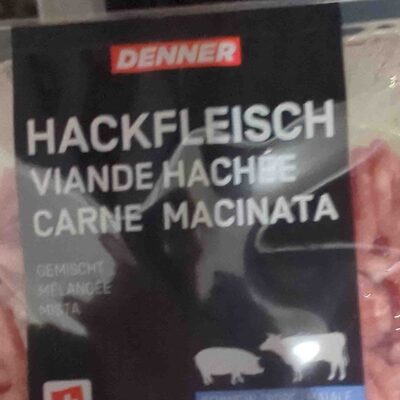 DENNER
HACKFLEISCH
VIANDE HACHÉE
CARNE MACINATA
GEMISCHT
MÉLANGÉE
MISTA